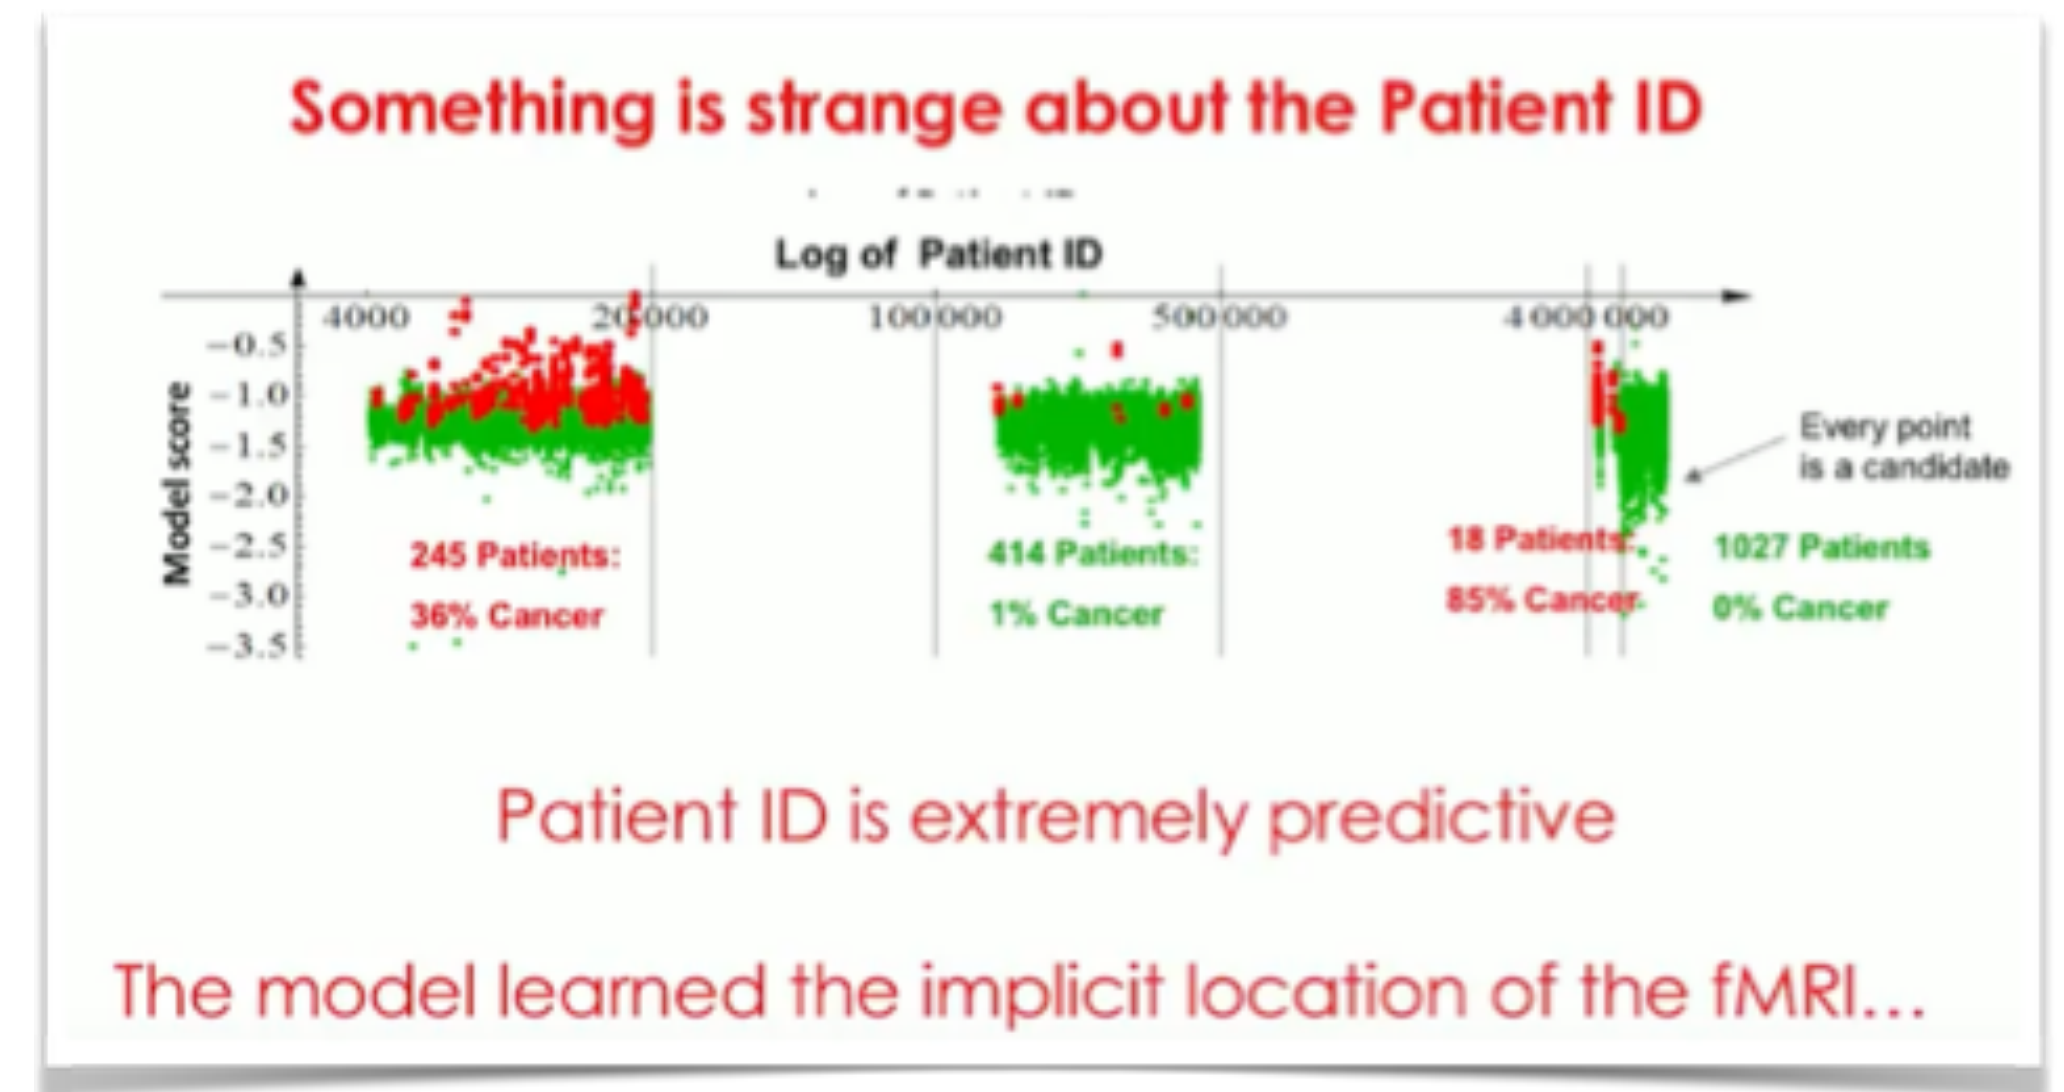 Something is strange about the Patient ID
Log of Patient ID
4000
20000
100000
500000
4000000
Model score
−0.5
−1.0
−1.5
−2.0
−2.5
−3.0
−3.5
245 Patients:
36% Cancer
414 Patients:
1% Cancer
18 Patients:
85% Cancer
1027 Patients
0% Cancer
Every point
is a candidate
Patient ID is extremely predictive
The model learned the implicit location of the fMRI...